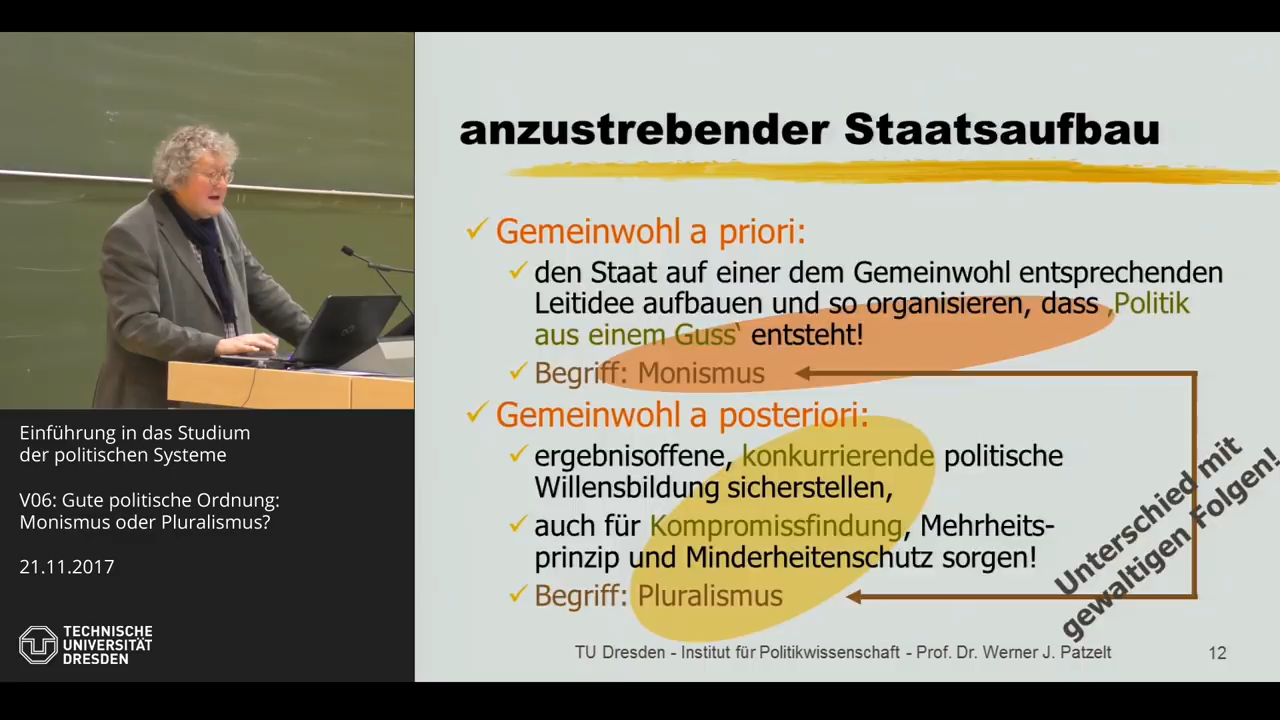 anzustrebender Staatsaufbau
Gemeinwohl a priori:
den Staat auf einer dem Gemeinwohl entsprechenden
Leitidee aufbauen und so organisieren, dass ‚Politik
aus einem Guss‘ entsteht!
Begriff: Monismus
Gemeinwohl a posteriori:
ergebnisoffene, konkurrierende politische
Willensbildung sicherstellen,
auch für Kompromissfindung, Mehrheits-
prinzip und Minderheitenschutz sorgen!
Begriff: Pluralismus
Unterschied mit
gewaltigen Folgen!
TU Dresden - Institut für Politikwissenschaft - Prof. Dr. Werner J. Patzelt
12
Einführung in das Studium
der politischen Systeme
V06: Gute politische Ordnung:
Monismus oder Pluralismus?
21.11.2017
TECHNISCHE
UNIVERSITÄT
DRESDEN